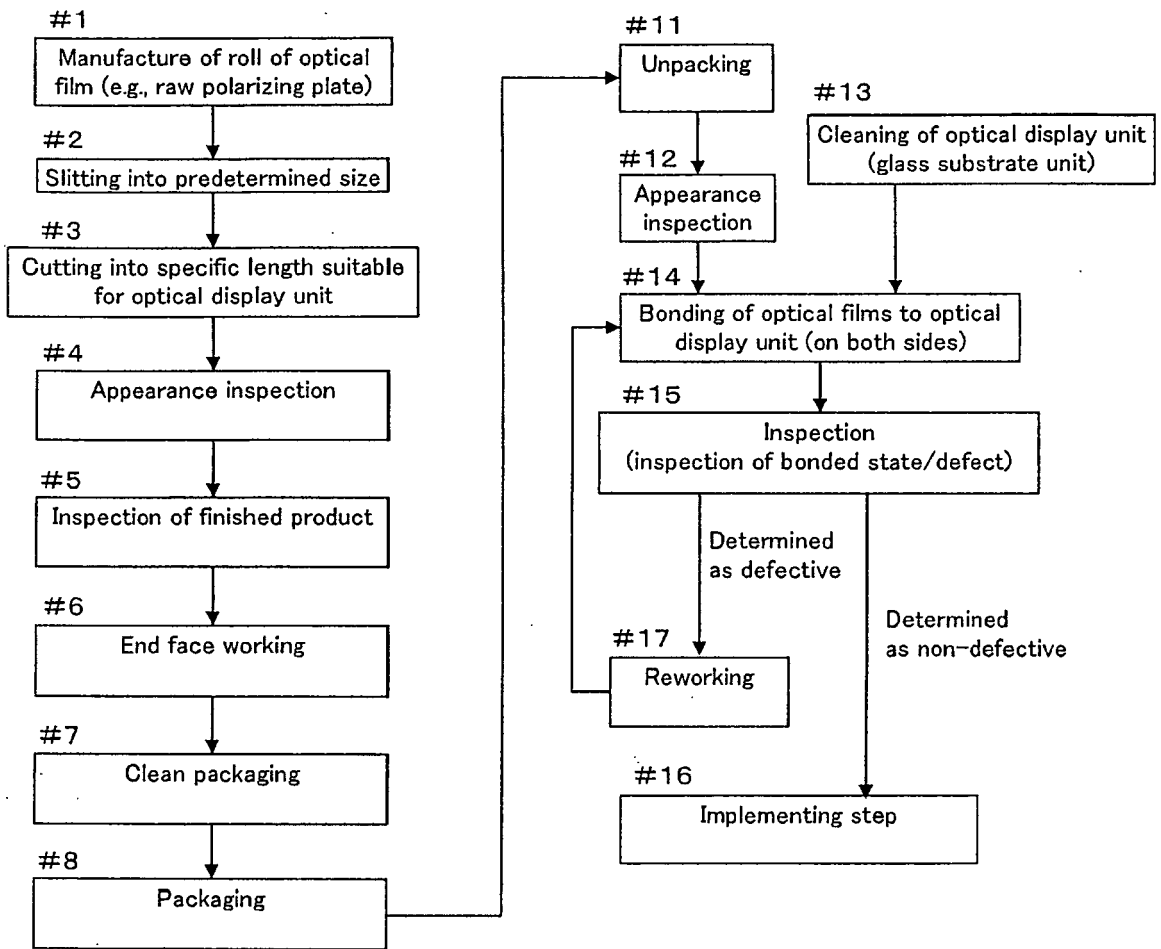 #1
Manufacture of roll of optical
film (e.g., raw polarizing plate)
#2
Slitting into predetermined size
#3
Cutting into specific length suitable
for optical display unit
#4
Appearance inspection
#5
Inspection of finished product
#6
End face working
#7
Clean packaging
#8
Packaging
#11
Unpacking
#12
Appearance
inspection
#13
Cleaning of optical display unit
(glass substrate unit)
#14
Bonding of optical films to optical
display unit (on both sides)
#15
Inspection
(inspection of bonded state/defect)
Determined
as defective
#17
Reworking
Determined
as non-defective
#16
Implementing step